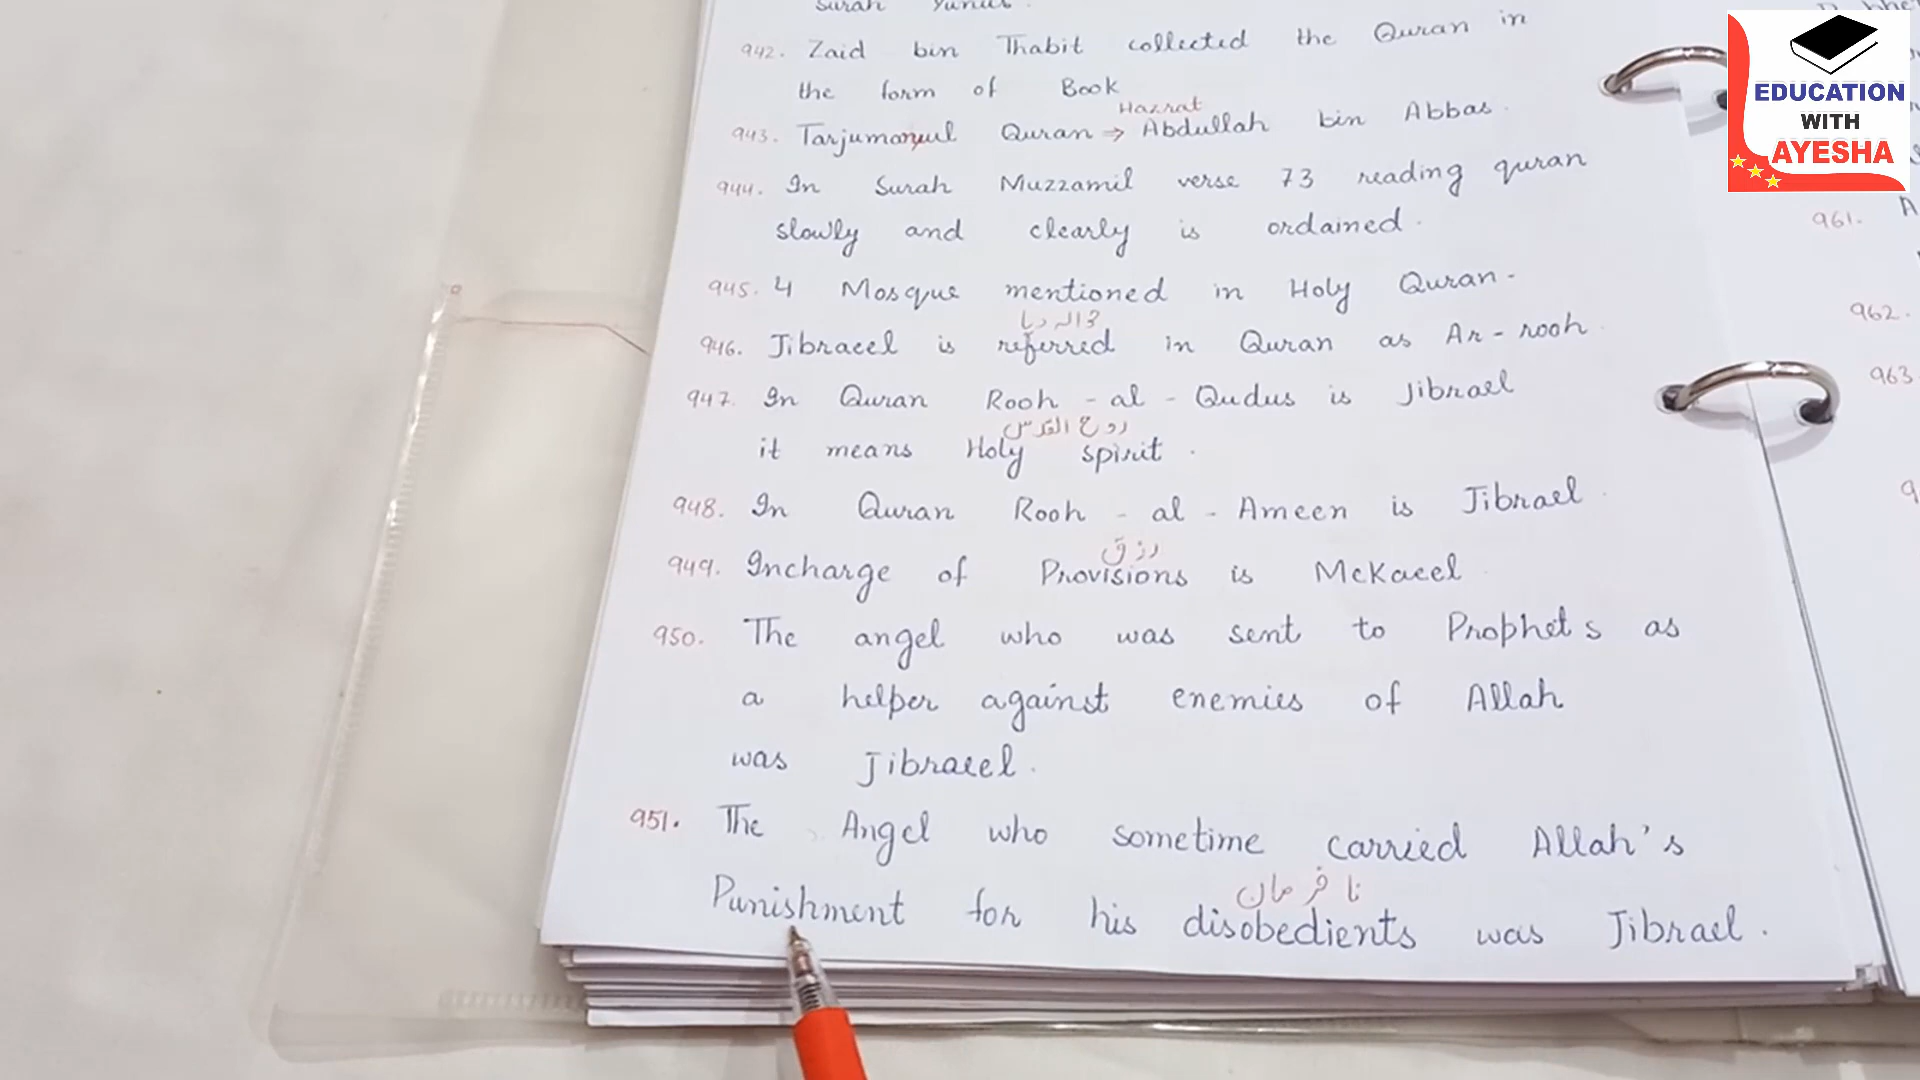 Surah Yunus.
942. Zaid bin Thabit collected the Quran in
the form of Book
Hazrat
943. Tarjumanul Quran ⇒ Abdullah bin Abbas.
944. In Surah Muzzamil verse 73 reading quran
slowly and clearly is ordained.
945. 4 Mosque mentioned in Holy Quran-
حوالہ دیا
946. Jibraeel is referred in Quran as Ar-rooh.
947. In Quran Rooh-al-Qudus is Jibrael
روح القدس
it means Holy spirit.
948. In Quran Rooh-al-Ameen is Jibrael.
رزق
949. Incharge of Provisions is McKaeel
950. The angel who was sent to Prophets as
a helper against enemies of Allah
was Jibraeel.
951. The Angel who sometime carried Allah's
نا فرمان
Punishment for his disobedients was Jibrael.
961. A
962.
963.
EDUCATION
WITH
AYESHA